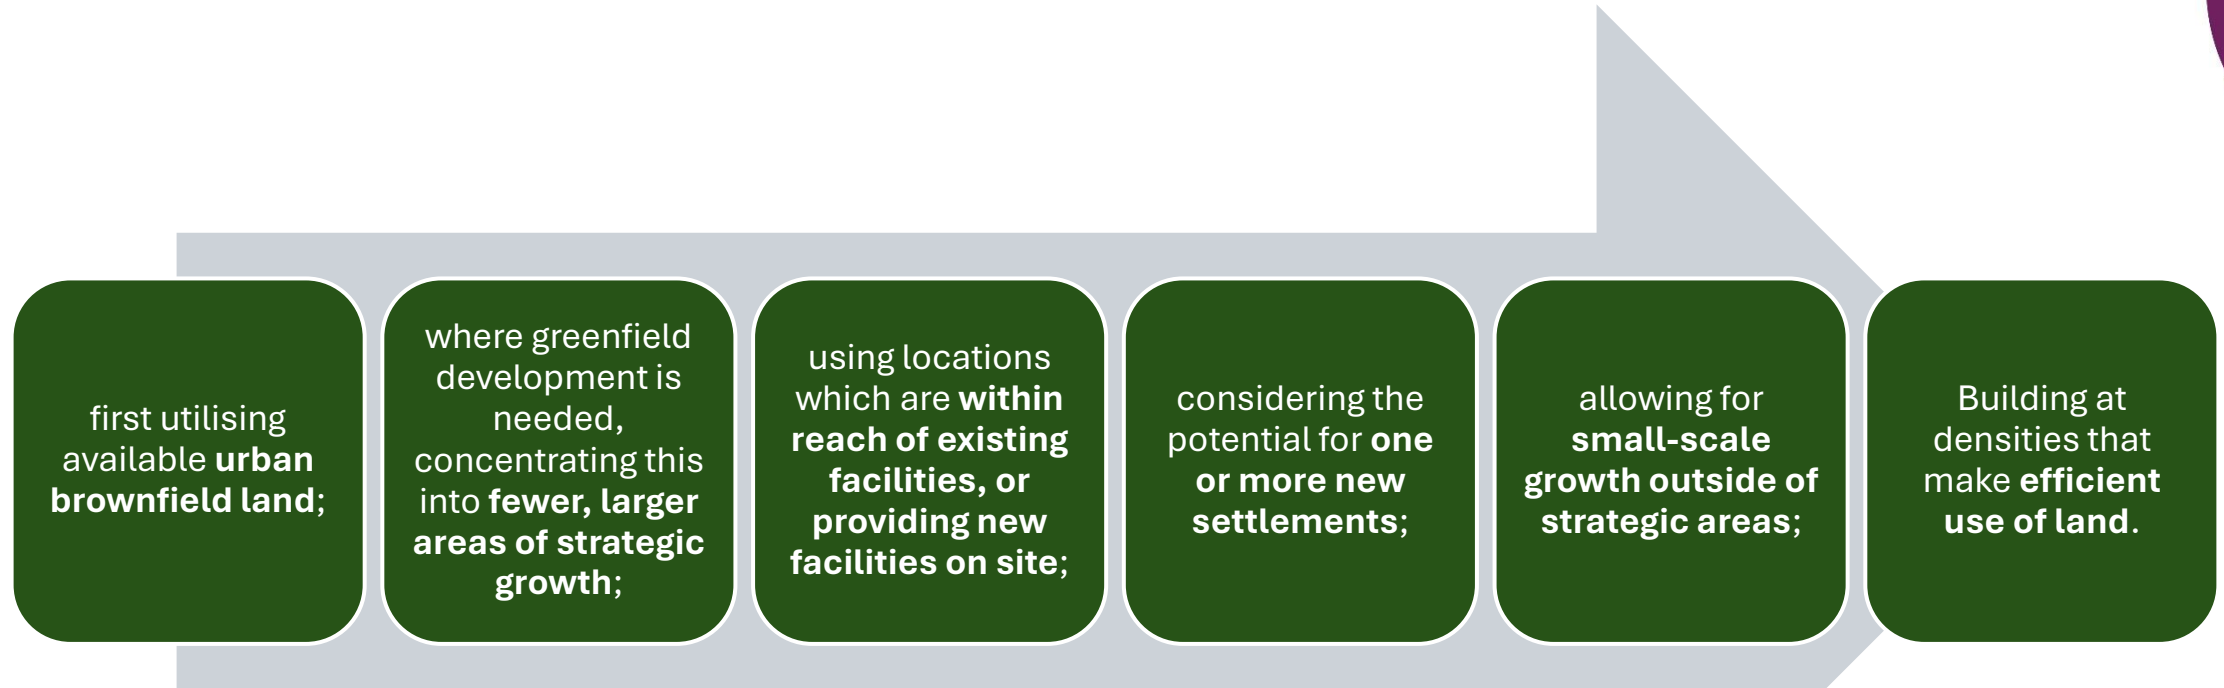 first utilising
available urban
brownfield land;
where greenfield
development is
needed,
concentrating this
into fewer, larger
areas of strategic
growth;
using locations
which are within
reach of existing
facilities, or
providing new
facilities on site;
considering the
potential for one
or more new
settlements;
allowing for
small-scale
growth outside of
strategic areas;
Building at
densities that
make efficient
use of land.